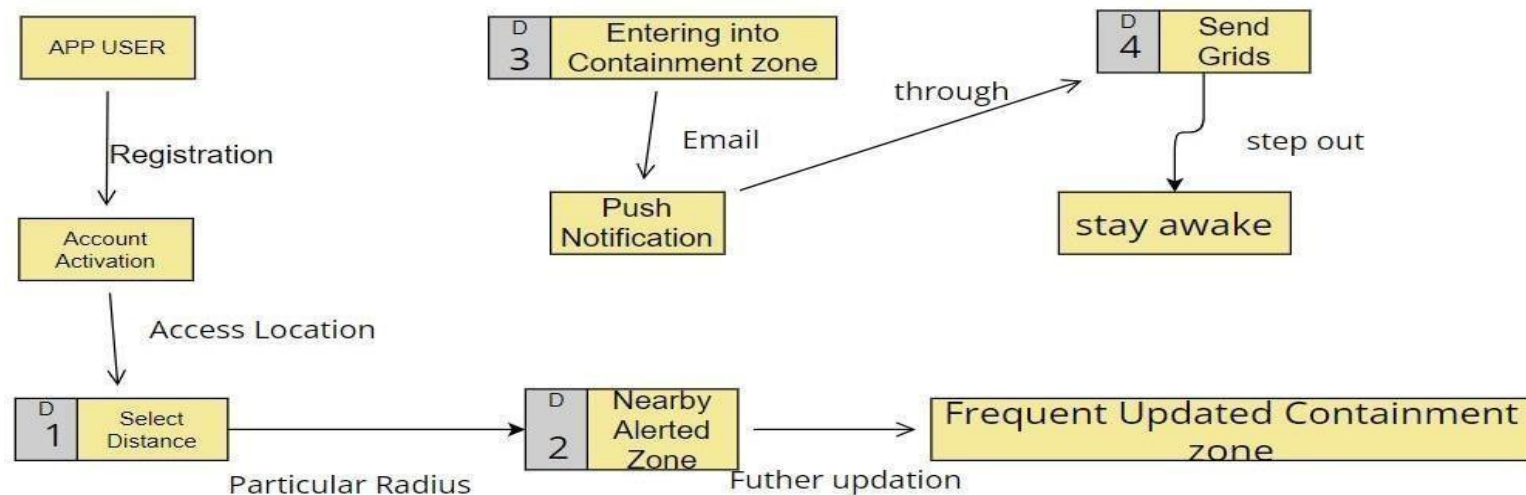 APP USER
Registration
Account
Activation
Access Location
D
1
Select
Distance
Particular Radius
D
2
Nearby
Alerted
Zone
Futher updation
Frequent Updated Containment
zone
D
3
Entering into
Containment zone
Email
Push
Notification
through
D
4
Send
Grids
step out
stay awake